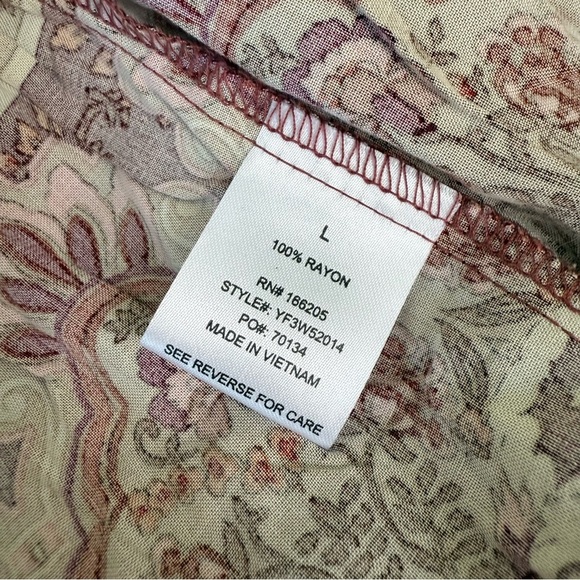 L
100% RAYON
RN# 166205
STYLE#: YF3W52014
PO#: 70134
MADE IN VIETNAM
SEE REVERSE FOR CARE